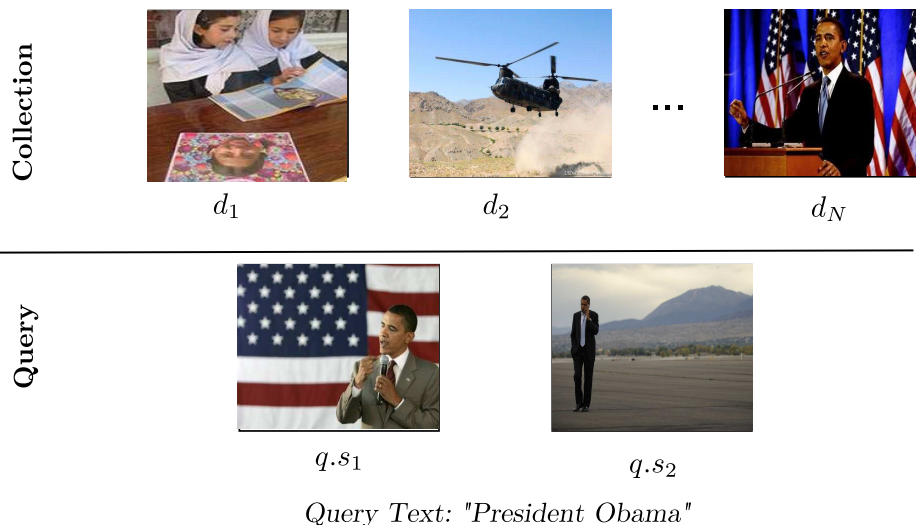 Collection
...
d1
d2
dN
Query
q.s1
q.s2
Query Text: "President Obama"